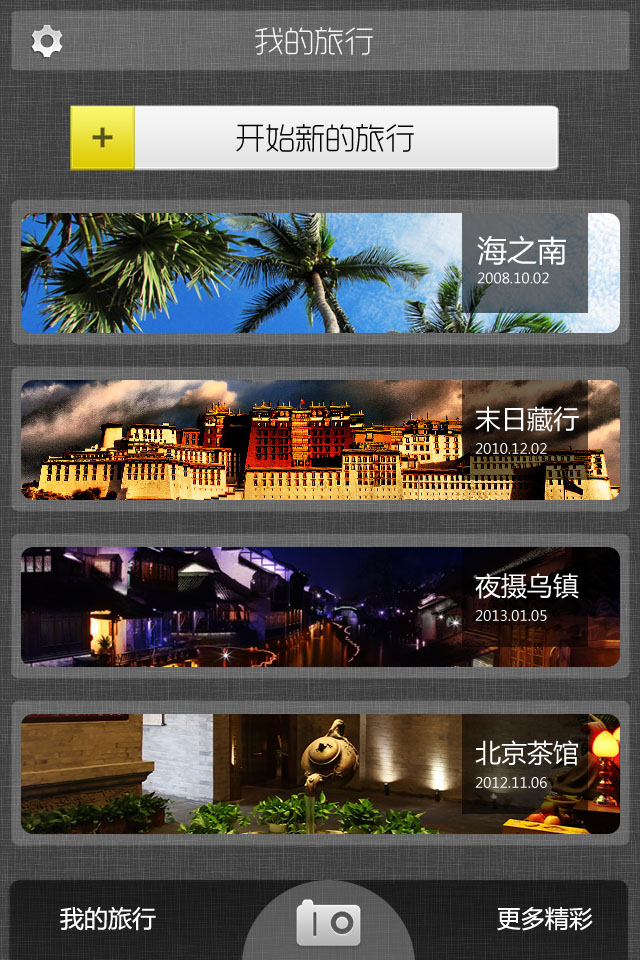 我的旅行
+
开始新的旅行
海之南
2008.10.02
末日藏行
2010.12.02
夜摄乌镇
2013.01.05
北京茶馆
2012.11.06
我的旅行
更多精彩